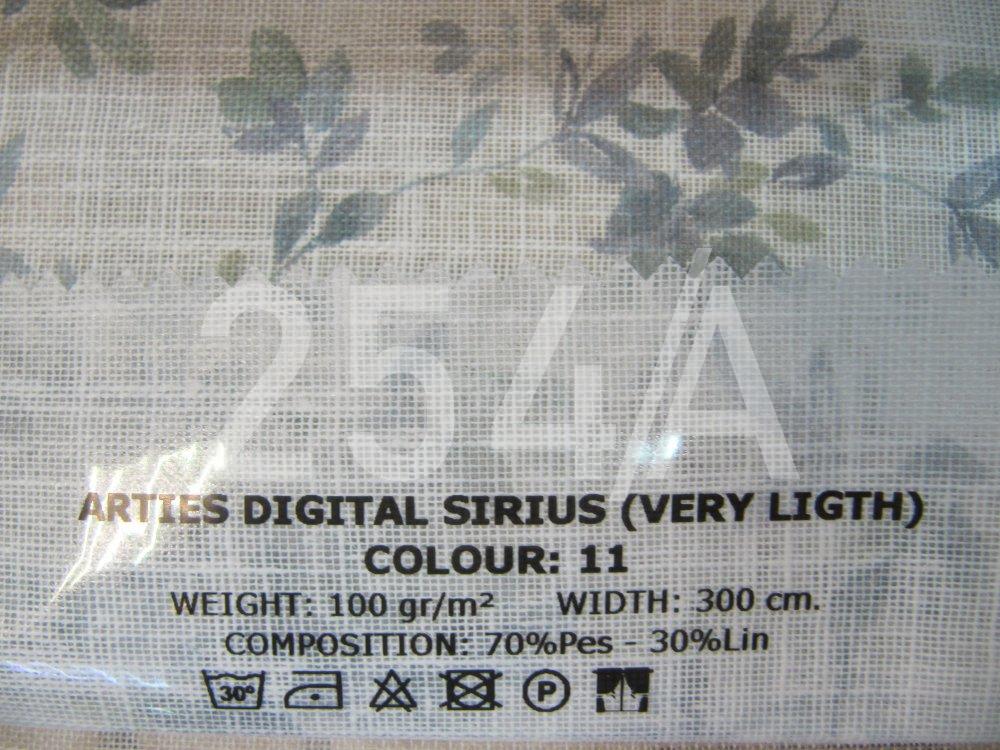 254/A
ARTIES DIGITAL SIRIUS (VERY LIGTH)
COLOUR: 11
WEIGHT: 100 gr/m² WIDTH: 300 cm.
COMPOSITION: 70%Pes - 30%Lin
30° P